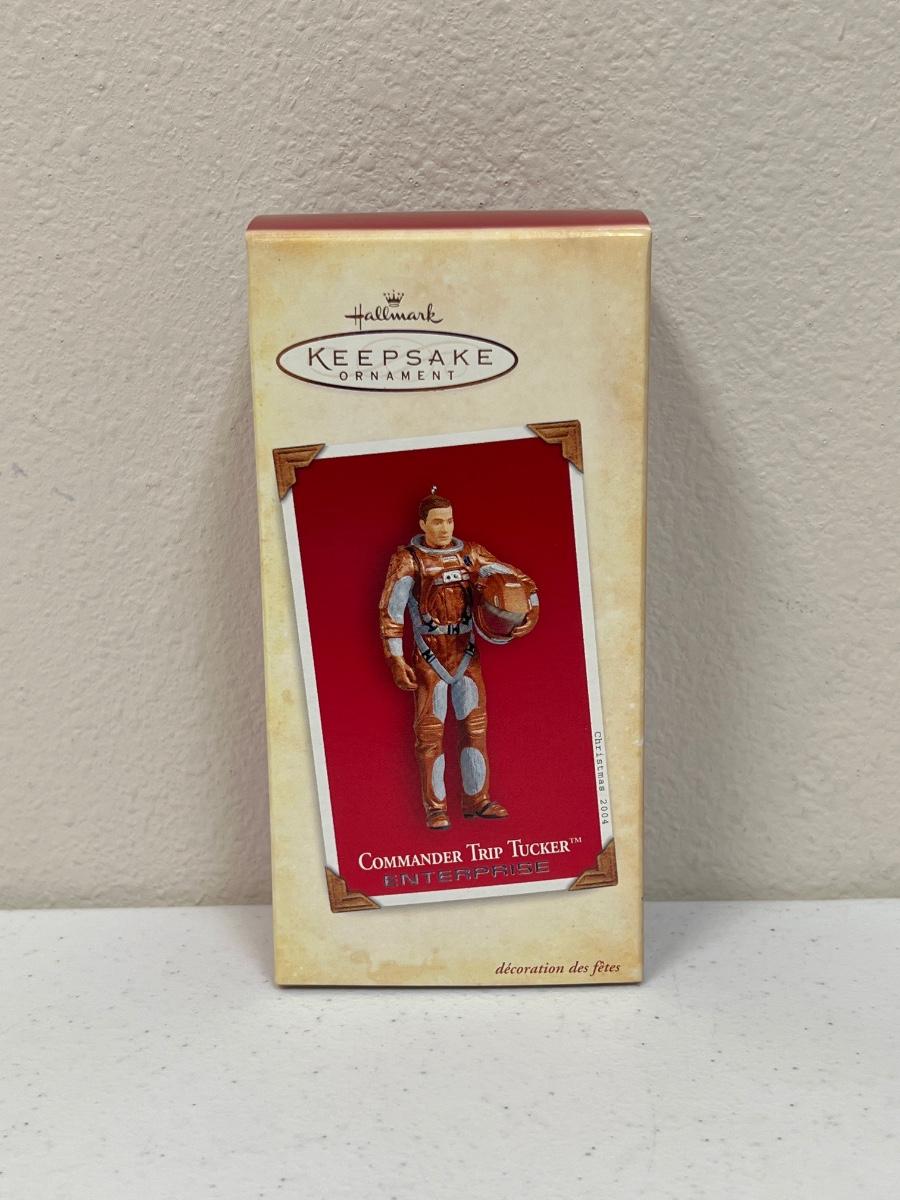 Hallmark
KEEPSAKE
ORNAMENT
Christmas 2004
COMMANDER TRIP TUCKER™
ENTERPRISE
décoration des fêtes